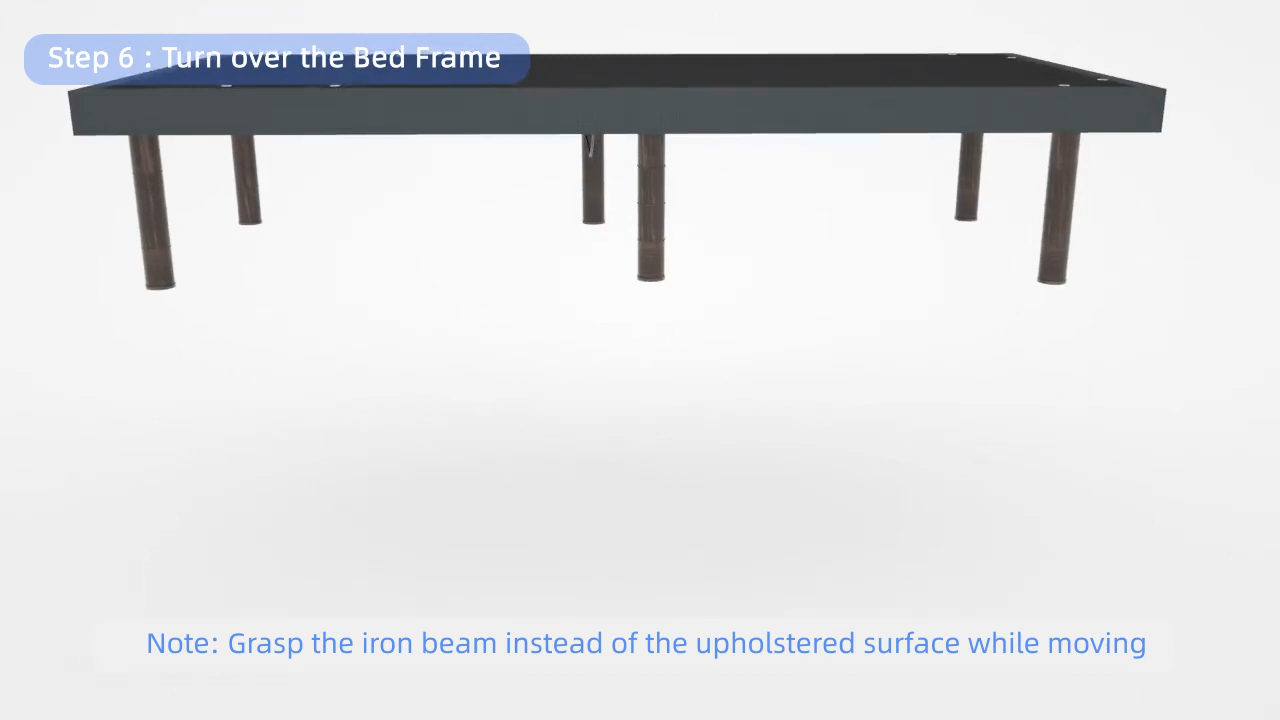 Step 6 : Turn over the Bed Frame
Note: Grasp the iron beam instead of the upholstered surface while moving